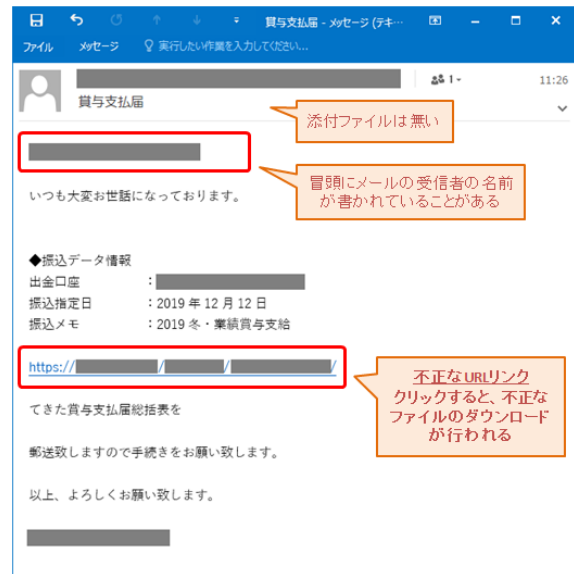 賞与支払届 - メッセージ (テキ…
ファイル メッセージ 実行したい作業を入力してください...
1
11:26
賞与支払届
添付ファイルは無い
冒頭にメールの受信者の名前
が書かれていることがある
いつも大変お世話になっております。
◆振込データ情報
出金口座 :
振込指定日 :2019 年 12 月 12 日
振込メモ :2019 冬・業績賞与支給
https:// / / /
不正なURLリンク
クリックすると、不正な
ファイルのダウンロード
が行われる
てきた賞与支払届総括表を
郵送致しますので手続きをお願い致します。
以上、よろしくお願い致します。